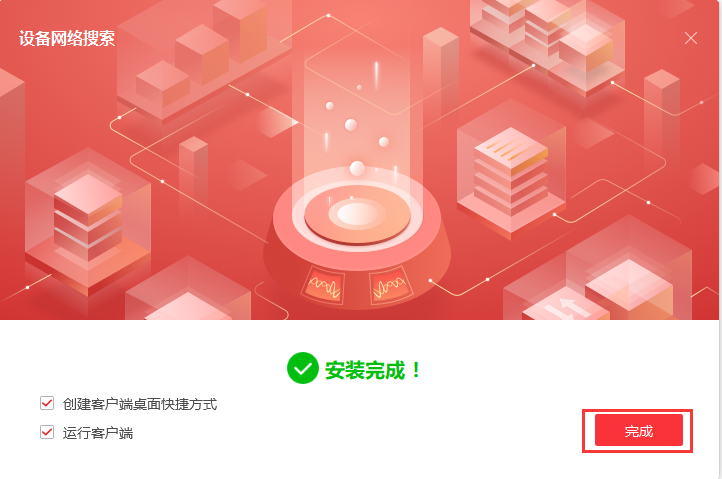 设备网络搜索
安装完成！
创建客户端桌面快捷方式
运行客户端
完成